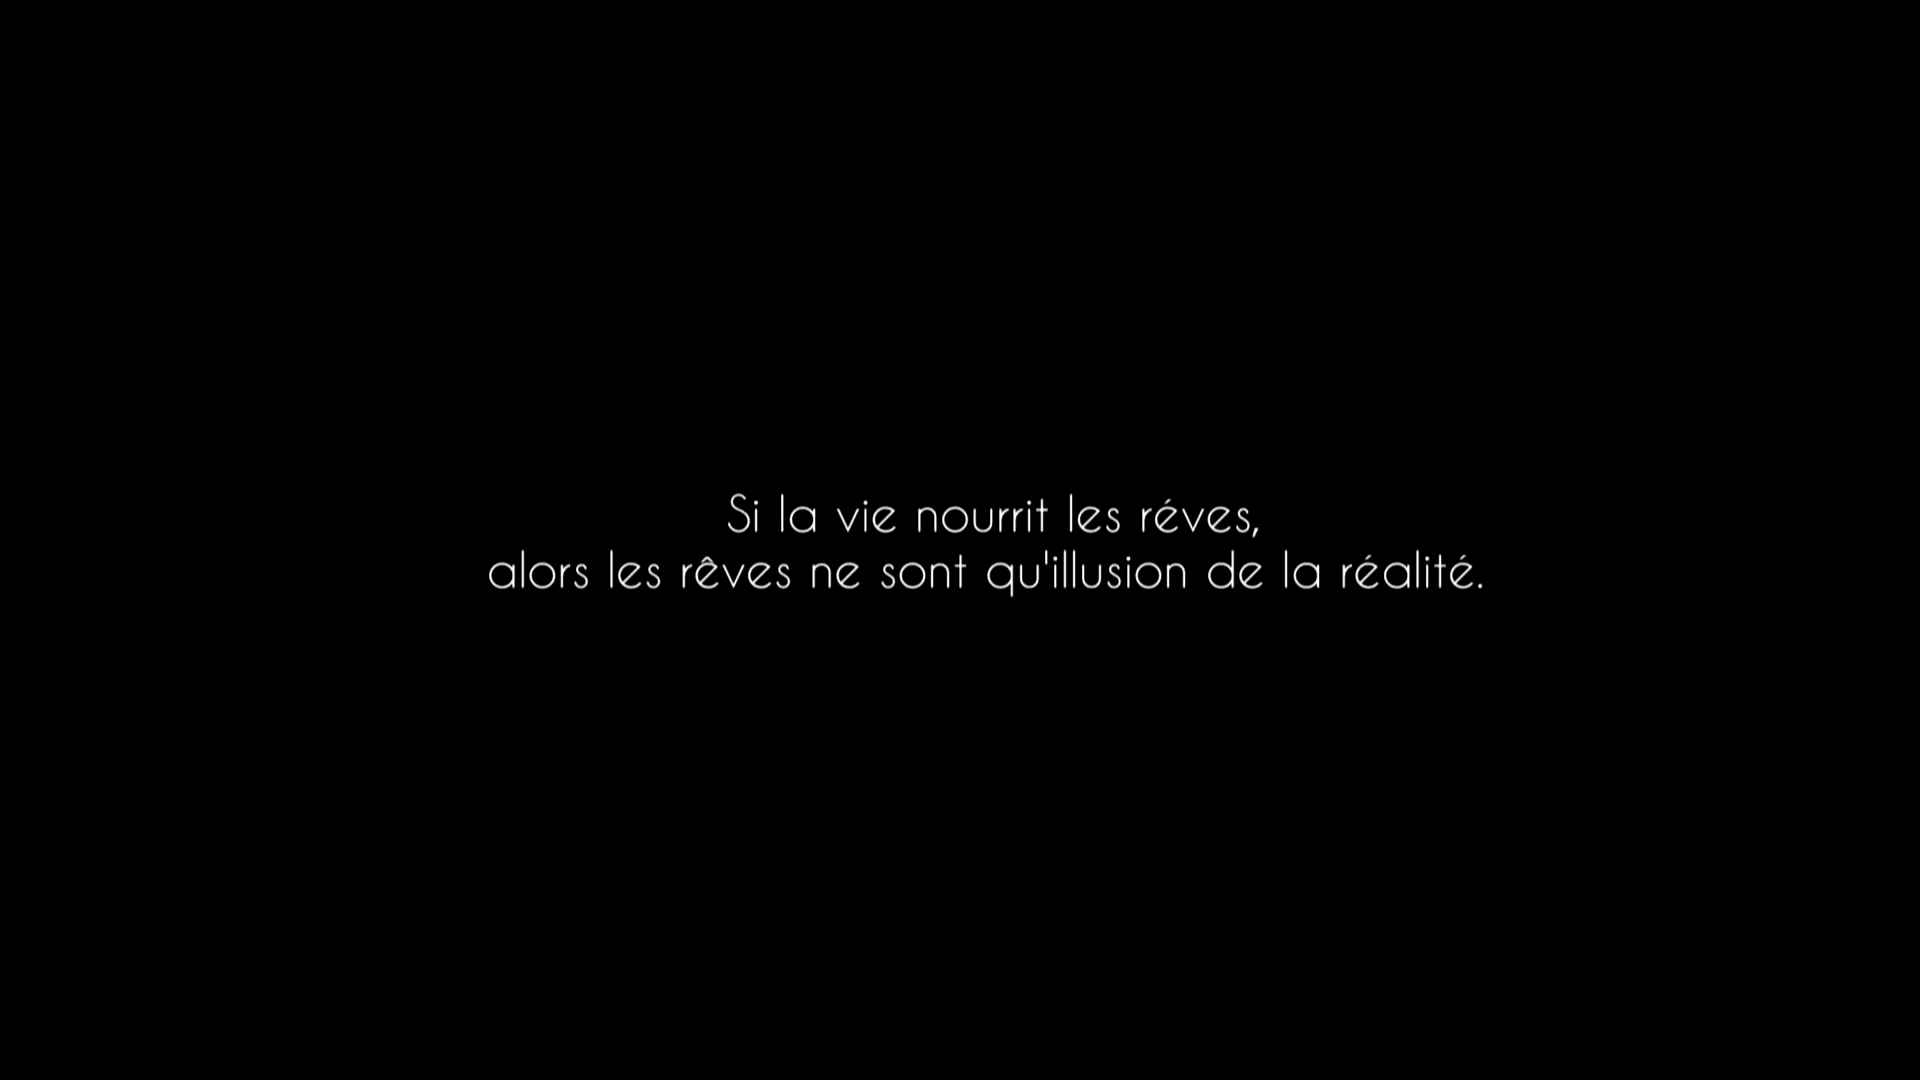 Si la vie nourrit les réves,
alors les rêves ne sont qu'illusion de la réalité.